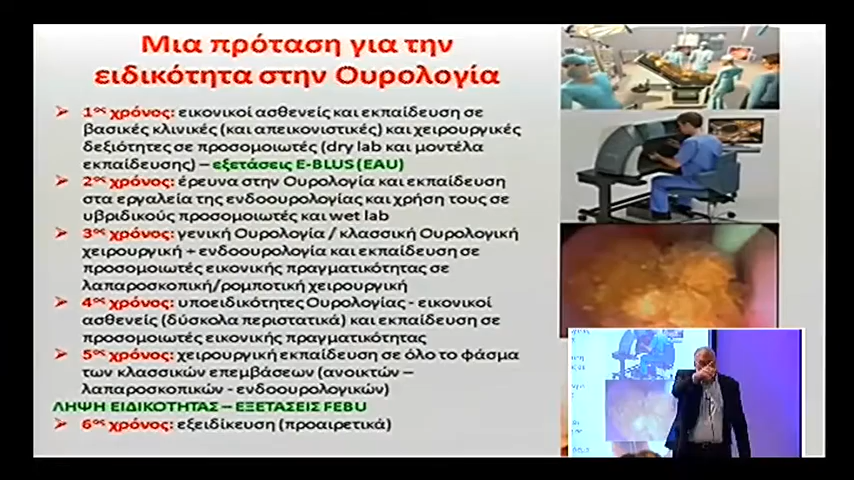 Μια πρόταση για την
ειδικότητα στην Ουρολογία
➢ 1ος χρόνος: εικονικοί ασθενείς και εκπαίδευση σε
βασικές κλινικές (και απεικονιστικές) και χειρουργικές
δεξιότητες σε προσομοιωτές (dry lab και μοντέλα
εκπαίδευσης) – εξετάσεις E-BLUS (EAU)
➢ 2ος χρόνος: έρευνα στην Ουρολογία και εκπαίδευση
στα εργαλεία της ενδοουρολογίας και χρήση τους σε
υβριδικούς προσομοιωτές και wet lab
➢ 3ος χρόνος: γενική Ουρολογία / κλασσική Ουρολογική
χειρουργική + ενδοουρολογία και εκπαίδευση σε
προσομοιωτές εικονικής πραγματικότητας σε
λαπαροσκοπική/ρομποτική χειρουργική
➢ 4ος χρόνος: υποειδικότητες Ουρολογίας - εικονικοί
ασθενείς (δύσκολα περιστατικά) και εκπαίδευση σε
προσομοιωτές εικονικής πραγματικότητας
➢ 5ος χρόνος: χειρουργική εκπαίδευση σε όλο το φάσμα
των κλασσικών επεμβάσεων (ανοικτών –
λαπαροσκοπικών - ενδοουρολογικών)
ΛΗΨΗ ΕΙΔΙΚΟΤΗΤΑΣ – ΕΞΕΤΑΣΕΙΣ FEBU
➢ 6ος χρόνος: εξειδίκευση (προαιρετικά)